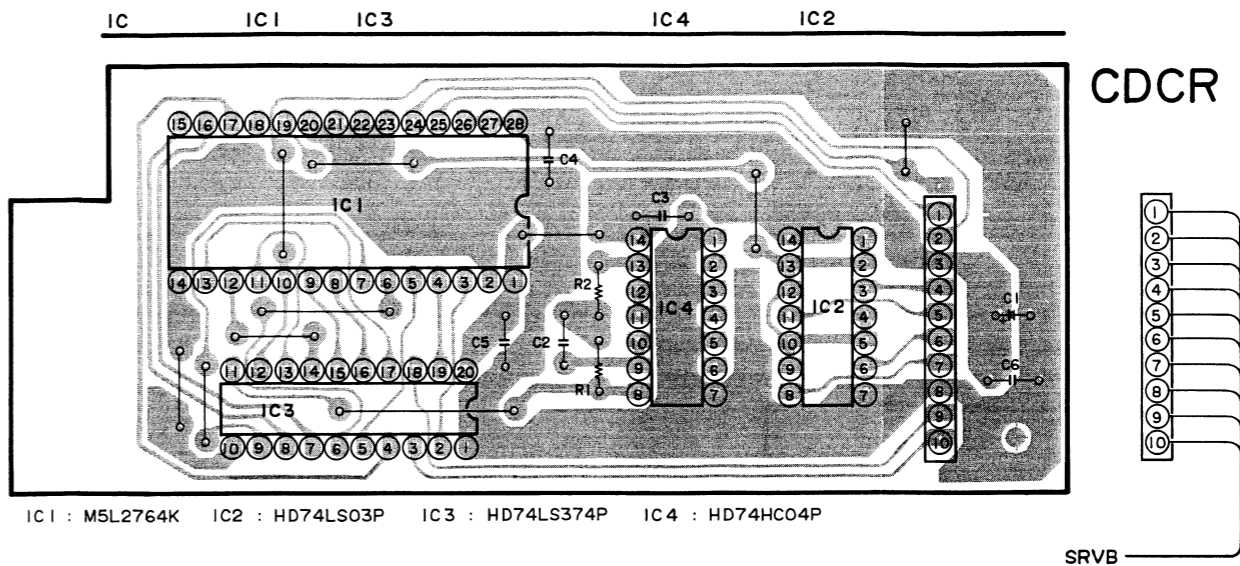 IC IC1 IC3 IC4 IC2
CDCR
15 16 17 18 19 20 21 22 23 24 25 26 27 28
C4
IC1
C3
14 13 12 11 10 9 8 7 6 5 4 3 2 1
14 13 12 11 10 9 8
1 2 3 4 5 6 7
IC4
14 13 12 11 10 9 8
1 2 3 4 5 6 7
IC2
1 2 3 4 5 6 7 8 9 10
R2
C5
C2
R1
C1
C6
11 12 13 14 15 16 17 18 19 20
IC3
10 9 8 7 6 5 4 3 2 1
1
2
3
4
5
6
7
8
9
10
IC1 : M5L2764K IC2 : HD74LS03P IC3 : HD74LS374P IC4 : HD74HC04P
SRVB